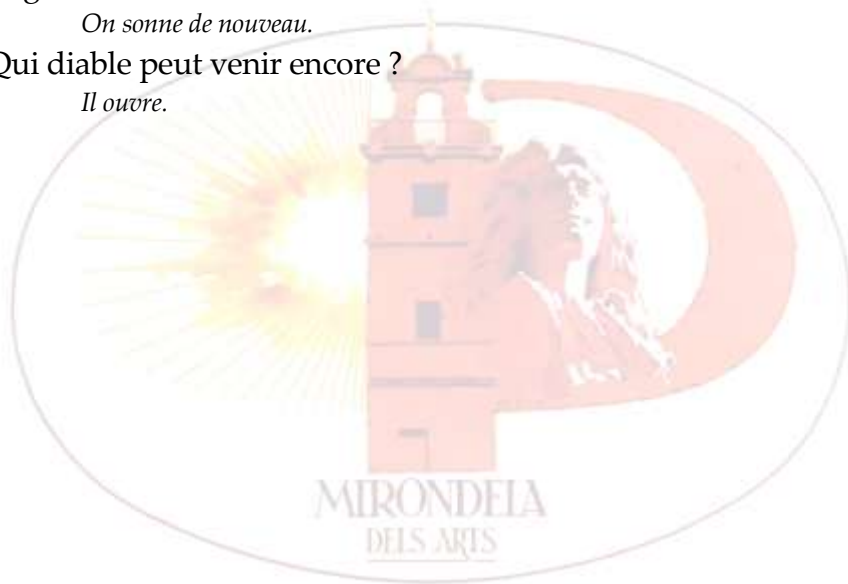 On sonne de nouveau.
Qui diable peut venir encore ?
Il ouvre.
MIRONDELA
DELS ARTS